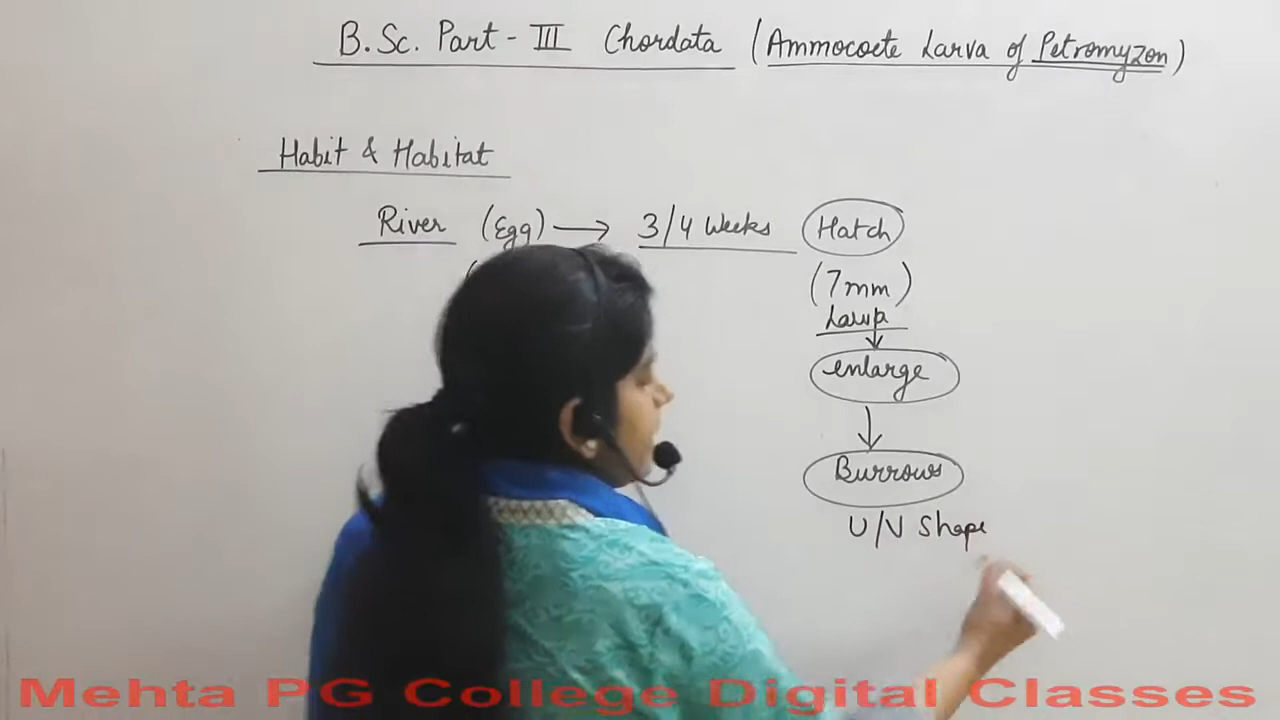 B.Sc. Part - III Chordata (Ammocoete Larva of Petromyzon)
Habit & Habitat
River (Egg) → 3/4 Weeks Hatch
(7mm)
Larva
enlarge
Burrows
U/V Shape
Mehta PG College Digital Classes